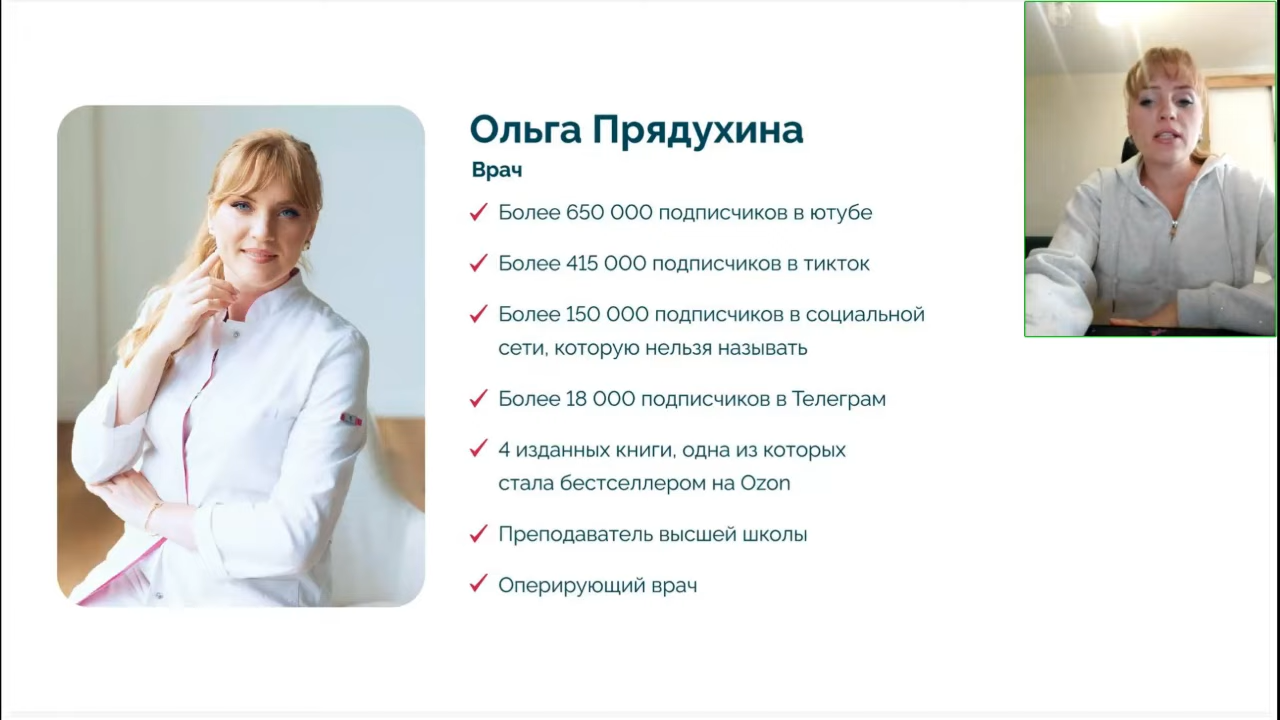 Ольга Прядухина
Врач
Более 650 000 подписчиков в ютубе
Более 415 000 подписчиков в тикток
Более 150 000 подписчиков в социальной
сети, которую нельзя называть
Более 18 000 подписчиков в Телеграм
4 изданных книги, одна из которых
стала бестселлером на Ozon
Преподаватель высшей школы
Оперирующий врач